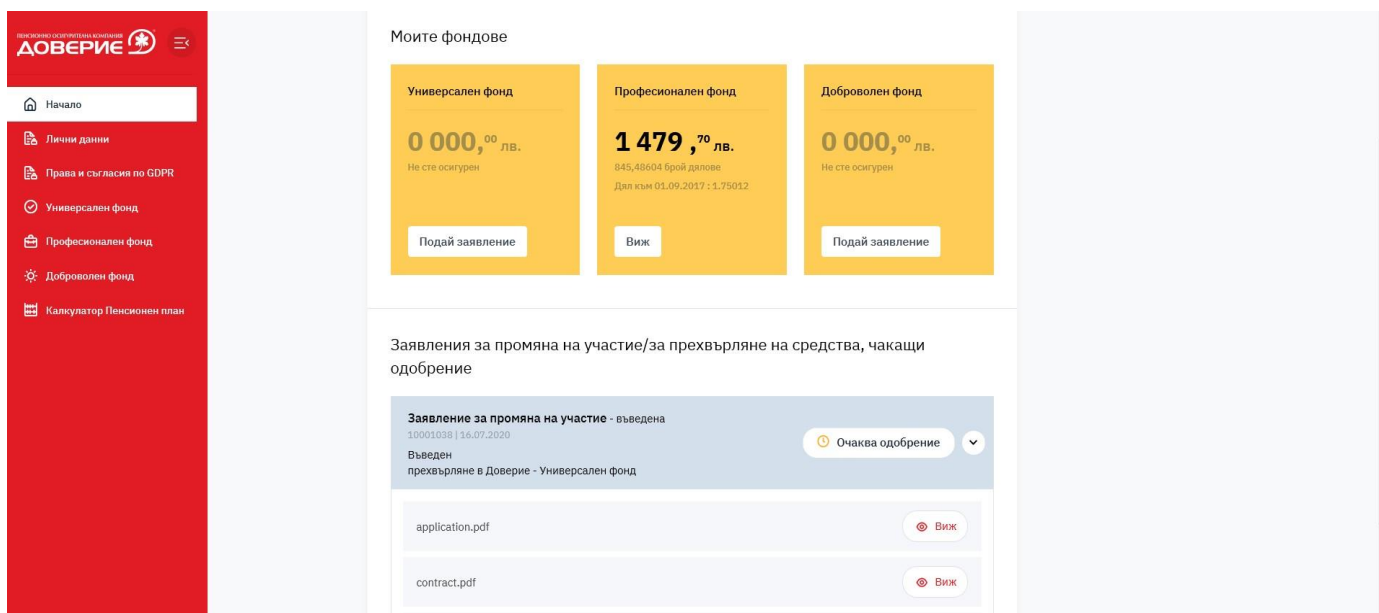 ПЕНСИОННО ОСИГУРИТЕЛНА КОМПАНИЯ
ДОВЕРИЕ
Начало
Лични данни
Права и съгласия по GDPR
Универсален фонд
Професионален фонд
Доброволен фонд
Калкулатор Пенсионен план
Моите фондове
Универсален фонд
0 000,00 лв.
Не сте осигурен
Подай заявление
Професионален фонд
1 479 ,70 лв.
845,48604 брой дялове
Дял към 01.09.2017 : 1.75012
Виж
Доброволен фонд
0 000,00 лв.
Не сте осигурен
Подай заявление
Заявления за промяна на участие/за прехвърляне на средства, чакащи
одобрение
Заявление за промяна на участие - въведена
10001038 | 16.07.2020
Въведен
прехвърляне в Доверие - Универсален фонд
Очаква одобрение
application.pdf
Виж
contract.pdf
Виж